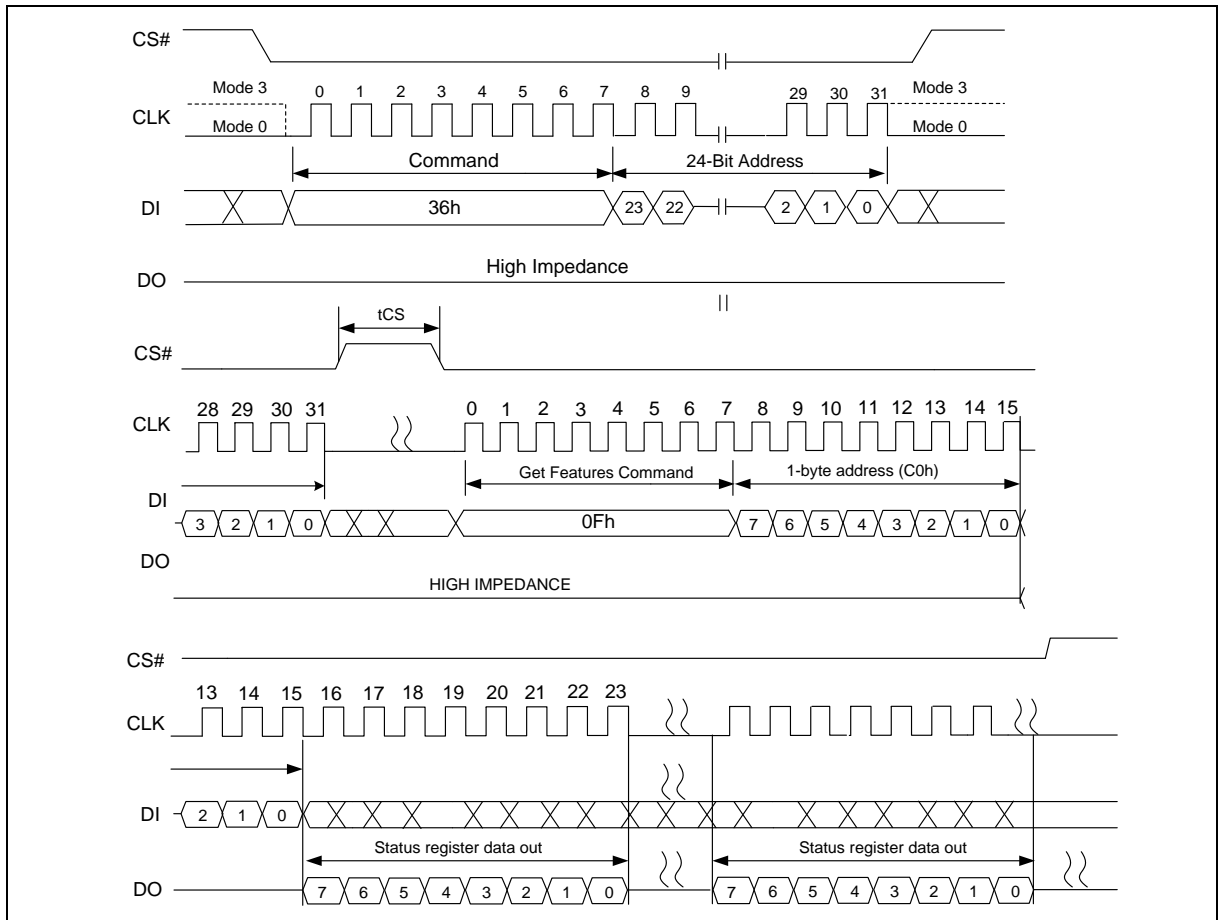 CS#
Mode 3 0 1 2 3 4 5 6 7 8 9 29 30 31 Mode 3
CLK
Mode 0 Mode 0
Command 24-Bit Address
DI 36h 23 22 2 1 0
High Impedance
DO
tCS
CS#
28 29 30 31 0 1 2 3 4 5 6 7 8 9 10 11 12 13 14 15
CLK
Get Features Command 1-byte address (C0h)
DI
3 2 1 0 0Fh 7 6 5 4 3 2 1 0
DO
HIGH IMPEDANCE
CS#
13 14 15 16 17 18 19 20 21 22 23
CLK
DI 2 1 0
Status register data out Status register data out
DO 7 6 5 4 3 2 1 0 7 6 5 4 3 2 1 0